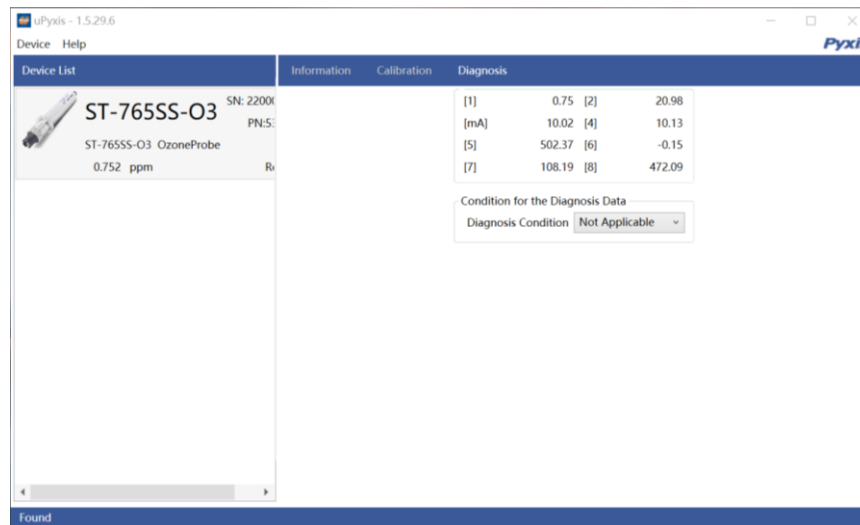 uPyxis - 1.5.29.6
Device Help
Pyxi
Device List
Information Calibration Diagnosis
ST-765SS-O3
SN: 2200
PN:5
ST-765SS-O3 OzoneProbe
0.752 ppm
R
[1] 0.75 [2] 20.98
[mA] 10.02 [4] 10.13
[5] 502.37 [6] -0.15
[7] 108.19 [8] 472.09
Condition for the Diagnosis Data
Diagnosis Condition Not Applicable
Found